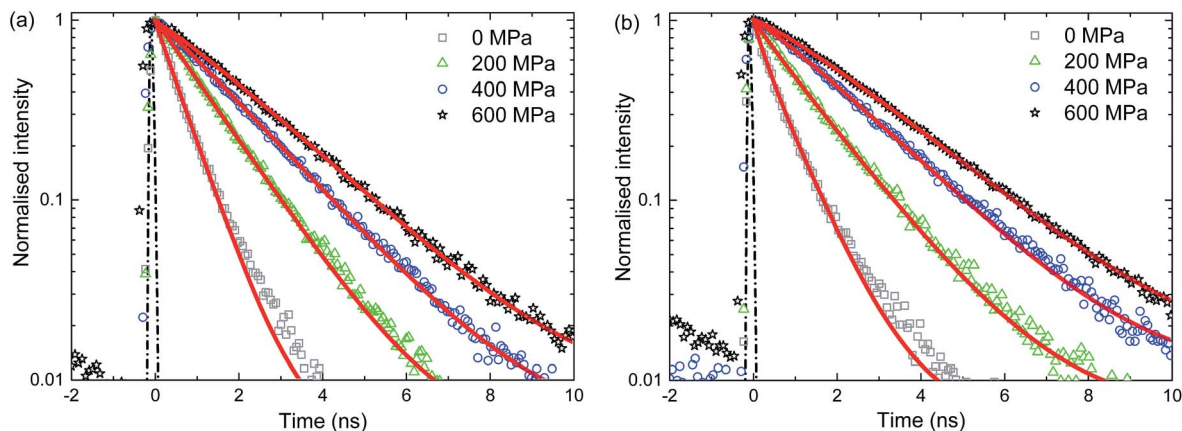 (a)
1
0.1
0.01
Normalised intensity
0 MPa
200 MPa
400 MPa
600 MPa
-2 0 2 4 6 8 10
Time (ns)
(b)
1
0.1
0.01
Normalised intensity
0 MPa
200 MPa
400 MPa
600 MPa
-2 0 2 4 6 8 10
Time (ns)